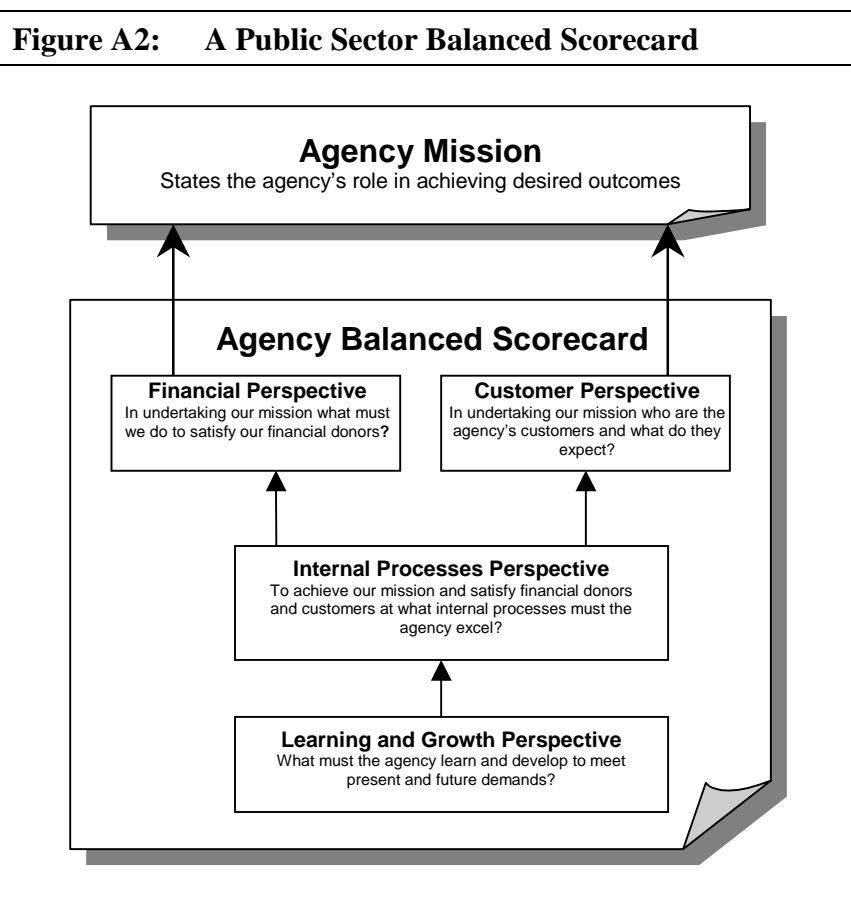 Figure A2: A Public Sector Balanced Scorecard
Agency Mission
States the agency’s role in achieving desired outcomes
Agency Balanced Scorecard
Financial Perspective
In undertaking our mission what must
we do to satisfy our financial donors?
Customer Perspective
In undertaking our mission who are the
agency’s customers and what do they
expect?
Internal Processes Perspective
To achieve our mission and satisfy financial donors
and customers at what internal processes must the
agency excel?
Learning and Growth Perspective
What must the agency learn and develop to meet
present and future demands?